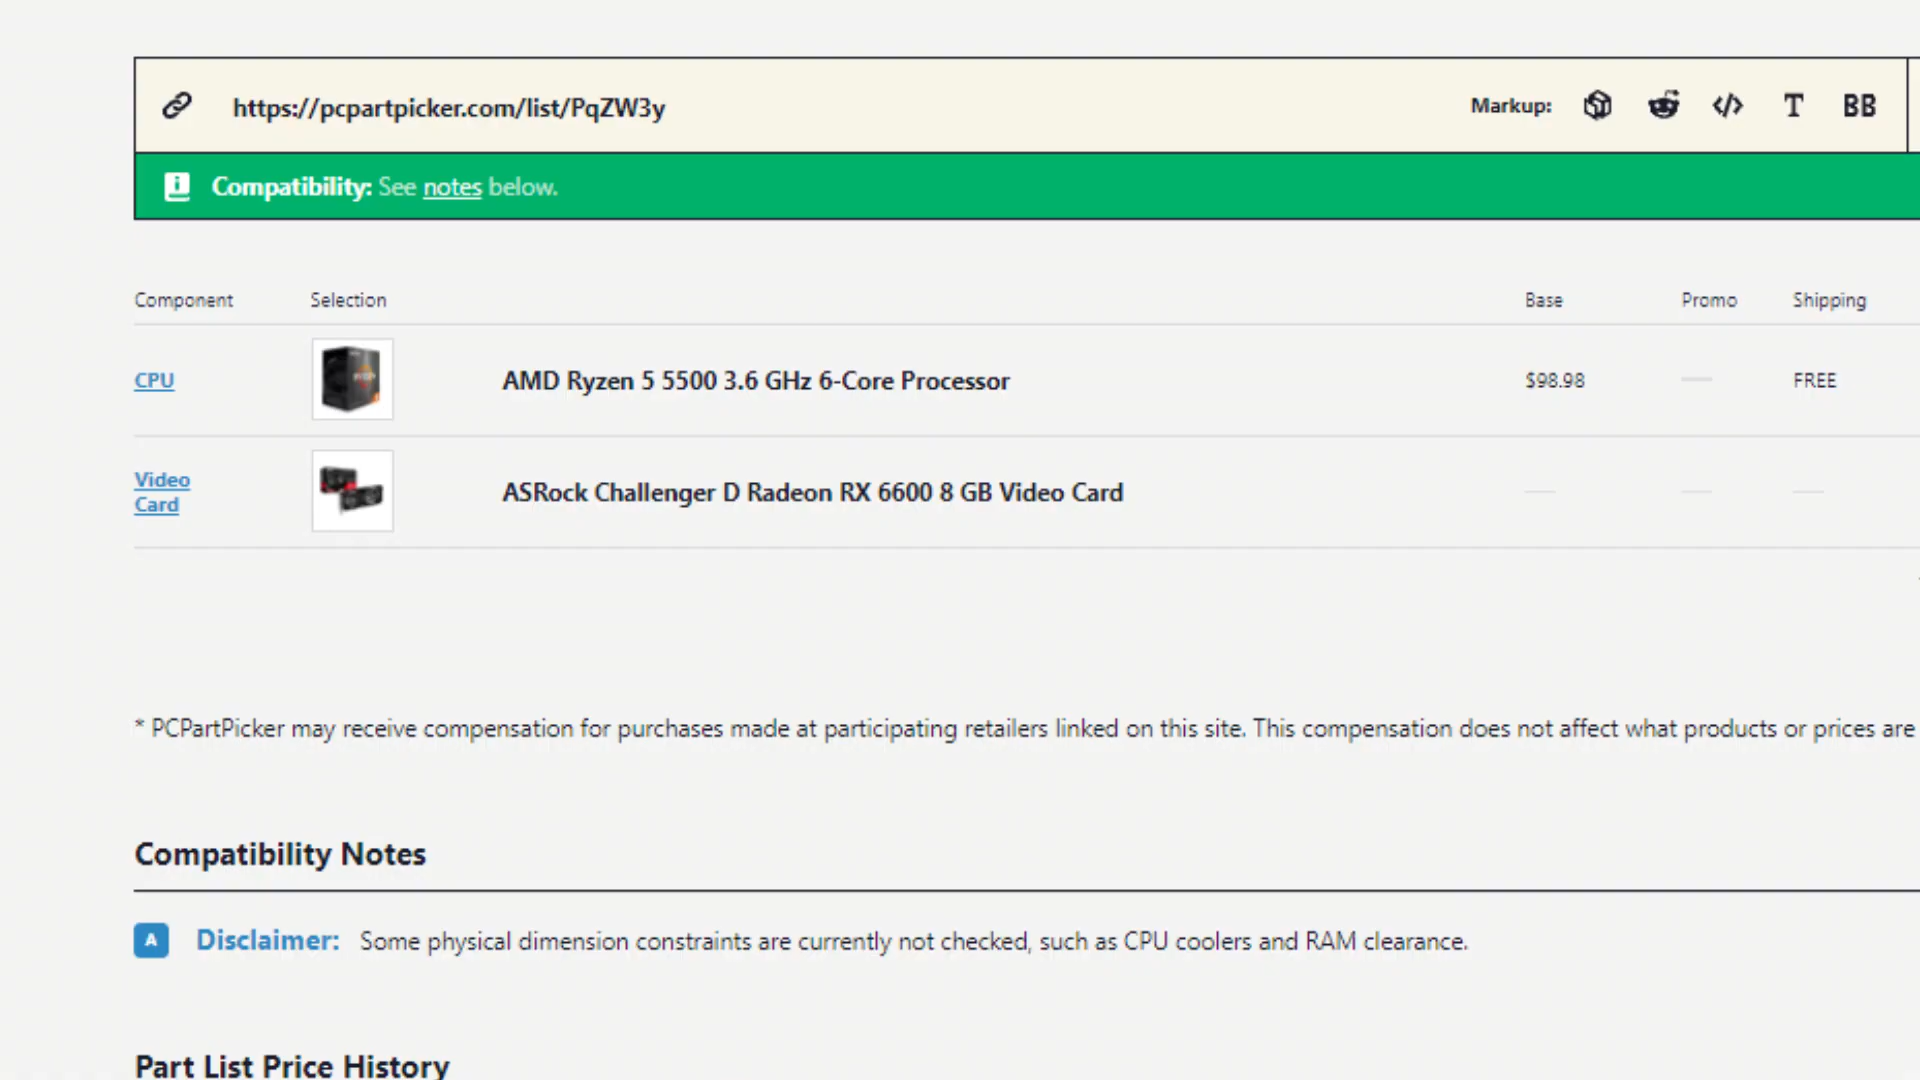 https://pcpartpicker.com/list/PqZW3y
Markup:
T
BB
Compatibility: See notes below.
Component Selection Base Promo Shipping
CPU AMD Ryzen 5 5500 3.6 GHz 6-Core Processor $98.98 — FREE
Video
Card ASRock Challenger D Radeon RX 6600 8 GB Video Card — — —
* PCPartPicker may receive compensation for purchases made at participating retailers linked on this site. This compensation does not affect what products or prices are
Compatibility Notes
A Disclaimer: Some physical dimension constraints are currently not checked, such as CPU coolers and RAM clearance.
Part List Price History